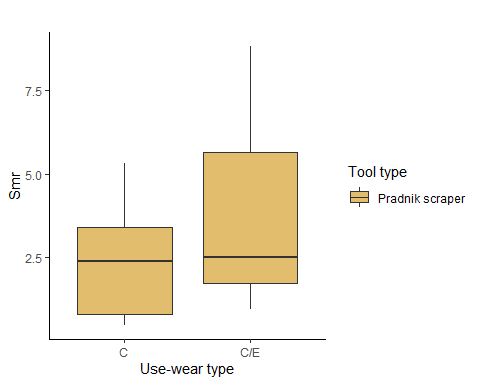 Smr
7.5
5.0
2.5
C
C/E
Use-wear type
Tool type
Pradnik scraper